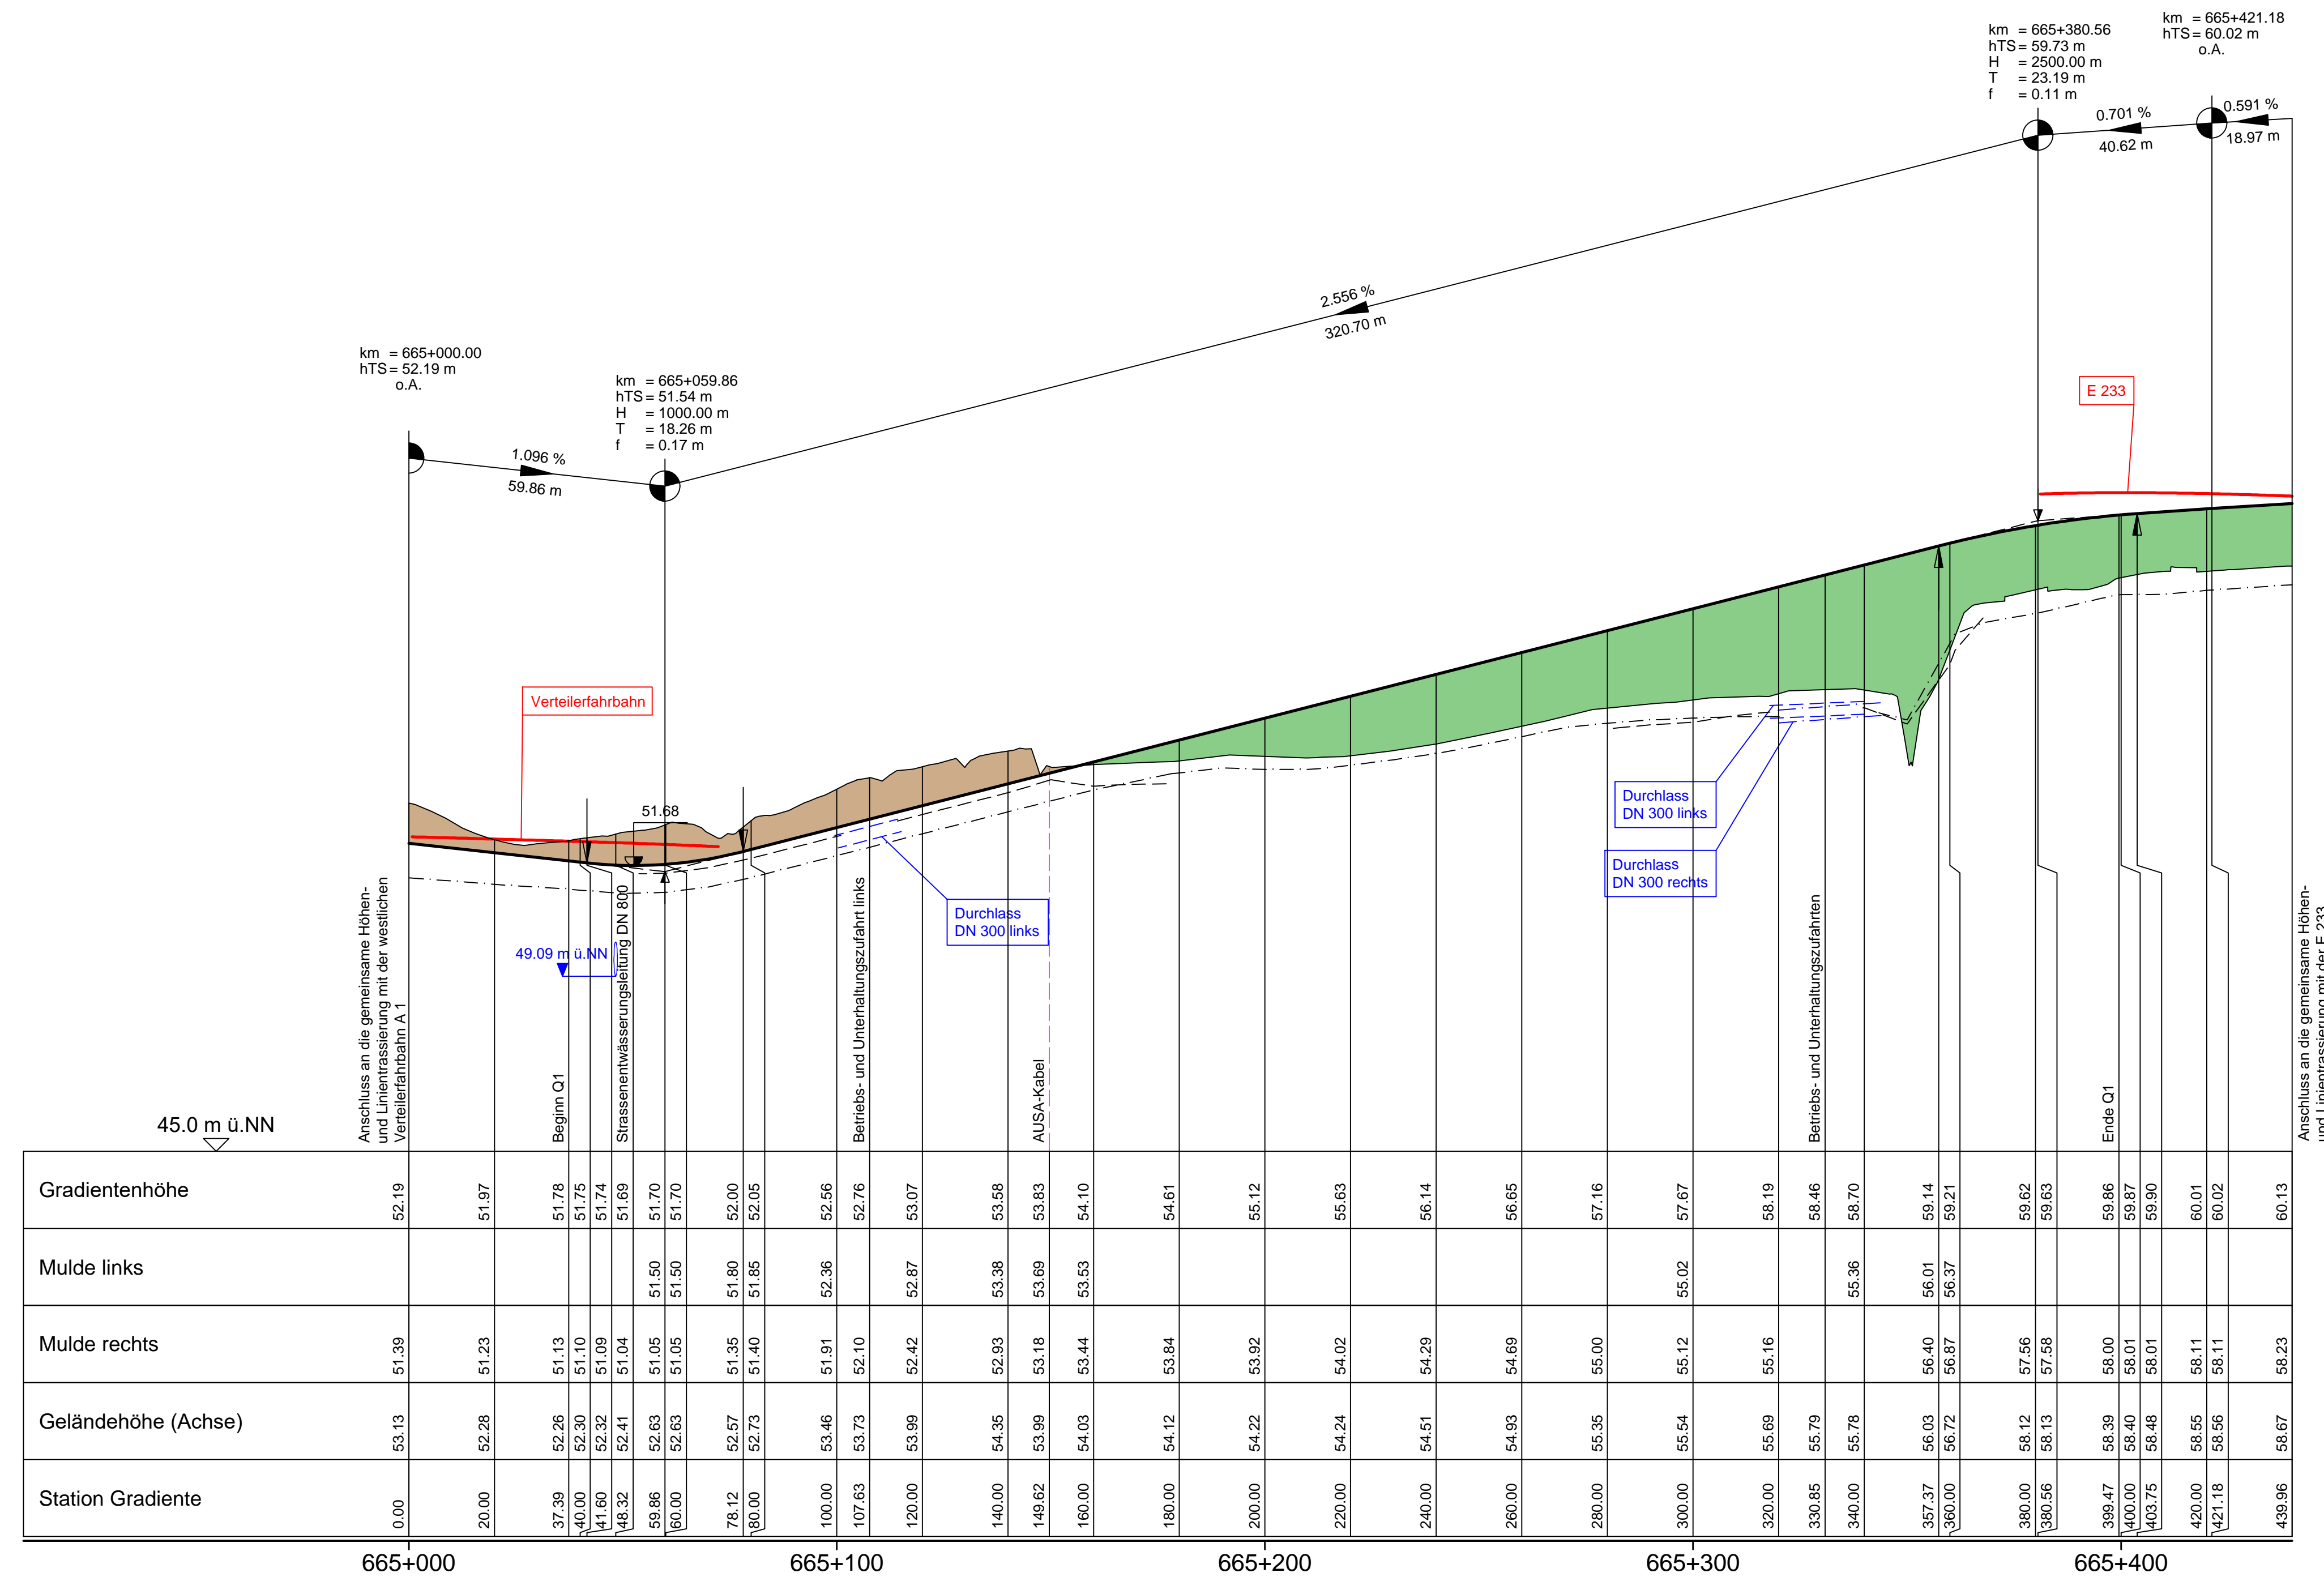 km = 665+421.18
hTS = 60.02 m
o.A.
km = 665+380.56
hTS = 59.73 m
H = 2500.00 m
T = 23.19 m
f = 0.11 m
0.591 %
18.97 m
0.701 %
40.62 m
2.556 %
320.70 m
km = 665+000.00
hTS = 52.19 m
o.A.
km = 665+059.86
hTS = 51.54 m
H = 1000.00 m
T = 18.26 m
f = 0.17 m
1.096 %
59.86 m
E 233
Verteilerfahrbahn
51.68
Durchlass
DN 300 links
Durchlass
DN 300 rechts
Durchlass
DN 300 links
49.09 m ü.NN
Anschluss an die gemeinsame Höhen-
und Linientrassierung mit der westlichen
Verteilerfahrbahn A 1
Beginn Q1
Strassenentwässerungsleitung DN 800
Betriebs- und Unterhaltungszufahrt links
AUSA-Kabel
Betriebs- und Unterhaltungszufahrten
Ende Q1
Anschluss an die gemeinsame Höhen-
und Linientrassierung mit der E 233
45.0 m ü.NN
Gradientenhöhe 52.19 51.97 51.78 51.75 51.74 51.69 51.70 51.70 52.00 52.05 52.56 52.76 53.07 53.58 53.83 54.10 54.61 55.12 55.63 56.14 56.65 57.16 57.67 58.19 58.46 58.70 59.14 59.21 59.62 59.63 59.86 59.87 59.90 60.01 60.02 60.13
Mulde links 51.50 51.50 51.80 51.85 52.36 52.87 53.38 53.69 53.53 55.02 55.36 56.01 56.37
Mulde rechts 51.39 51.23 51.13 51.10 51.09 51.04 51.05 51.05 51.35 51.40 51.91 52.10 52.42 52.93 53.18 53.44 53.84 53.92 54.02 54.29 54.69 55.00 55.12 55.16 56.40 56.87 57.56 57.58 58.00 58.01 58.01 58.11 58.11 58.23
Geländehöhe (Achse) 53.13 52.28 52.26 52.30 52.32 52.41 52.63 52.63 52.57 52.73 53.46 53.73 53.99 54.35 53.99 54.03 54.12 54.22 54.24 54.51 54.93 55.35 55.54 55.69 55.79 55.78 56.03 56.72 58.12 58.13 58.39 58.40 58.48 58.55 58.56 58.67
Station Gradiente 0.00 20.00 37.39 40.00 41.60 48.32 59.86 60.00 78.12 80.00 100.00 107.63 120.00 140.00 149.62 160.00 180.00 200.00 220.00 240.00 260.00 280.00 300.00 320.00 330.85 340.00 357.37 360.00 380.00 380.56 399.47 400.00 403.75 420.00 421.18 439.96
665+000 665+100 665+200 665+300 665+400